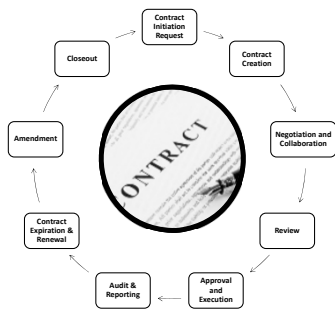 Contract
Initiation
Request
Contract
Creation
Negotiation and
Collaboration
Review
Approval
and
Execution
Audit &
Reporting
Contract
Expiration &
Renewal
Amendment
Closeout
ONTRACT